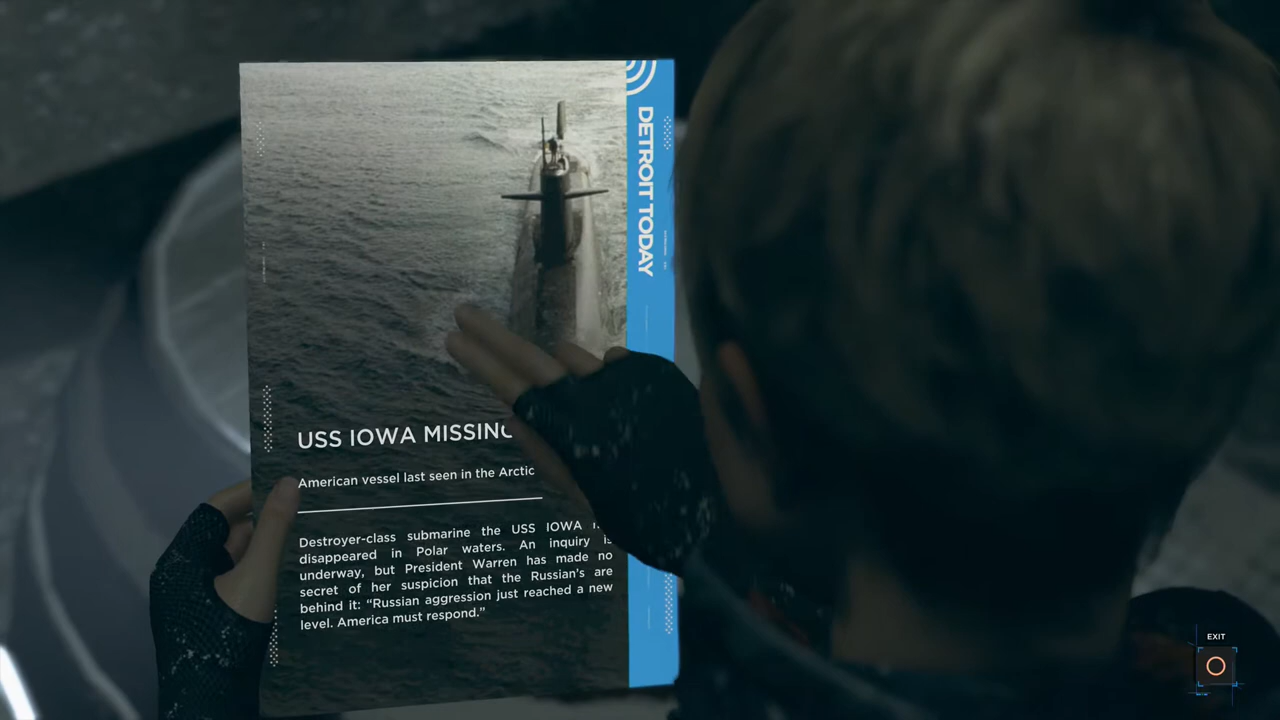 DETROIT TODAY
USS IOWA MISSING
American vessel last seen in the Arctic
Destroyer-class submarine the USS IOWA
disappeared in Polar waters. An inquiry is
underway, but President Warren has made no
secret of her suspicion that the Russian's are
behind it: “Russian aggression just reached a new
level. America must respond.”
EXIT